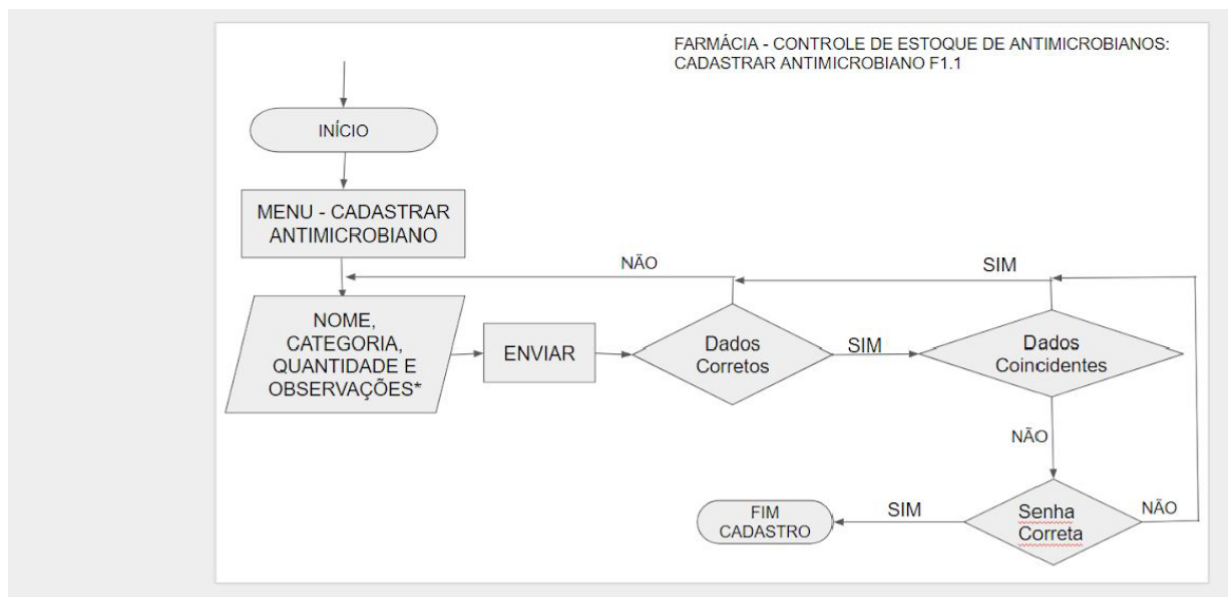 FARMÁCIA - CONTROLE DE ESTOQUE DE ANTIMICROBIANOS:
CADASTRAR ANTIMICROBIANO F1.1
INÍCIO
MENU - CADASTRAR
ANTIMICROBIANO
NÃO
SIM
NOME,
CATEGORIA,
QUANTIDADE E
OBSERVAÇÕES*
ENVIAR
Dados
Corretos
SIM
Dados
Coincidentes
NÃO
FIM
CADASTRO
SIM
Senha
Correta
NÃO